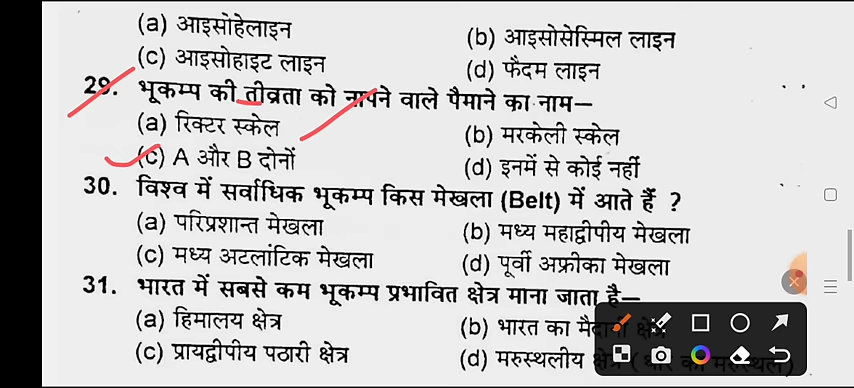 (a) आइसोहेलाइन (b) आइसोसेस्मिल लाइन
(c) आइसोहाइट लाइन (d) फैदम लाइन
29. भूकम्प की तीव्रता को नापने वाले पैमाने का नाम—
(a) रिक्टर स्केल (b) मरकेली स्केल
(c) A और B दोनों (d) इनमें से कोई नहीं
30. विश्व में सर्वाधिक भूकम्प किस मेखला (Belt) में आते हैं ?
(a) परिप्रशान्त मेखला (b) मध्य महाद्वीपीय मेखला
(c) मध्य अटलांटिक मेखला (d) पूर्वी अफ्रीका मेखला
31. भारत में सबसे कम भूकम्प प्रभावित क्षेत्र माना जाता है—
(a) हिमालय क्षेत्र (b) भारत का मैदानी क्षेत्र
(c) प्रायद्वीपीय पठारी क्षेत्र (d) मरुस्थलीय क्षेत्र (थार का मरुस्थल)